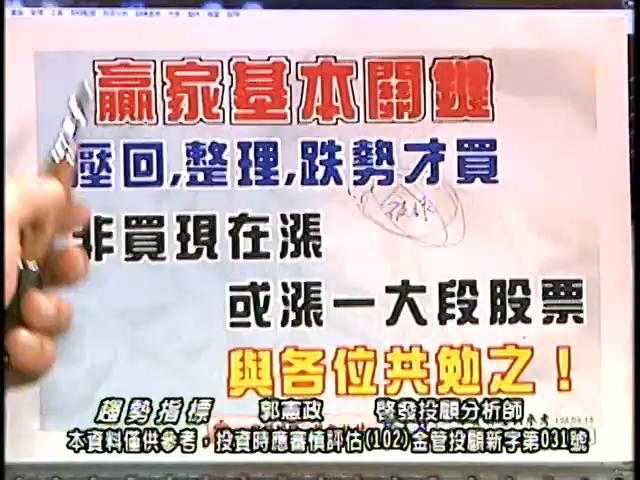 贏家基本關鍵
壓回,整理,跌勢才買
非買現在漲
或漲一大段股票
與各位共勉之！
趨勢指標 郭憲政 啓發投顧分析師
本資料僅供參考，投資時應審慎評估(102)金管投顧新字第031號